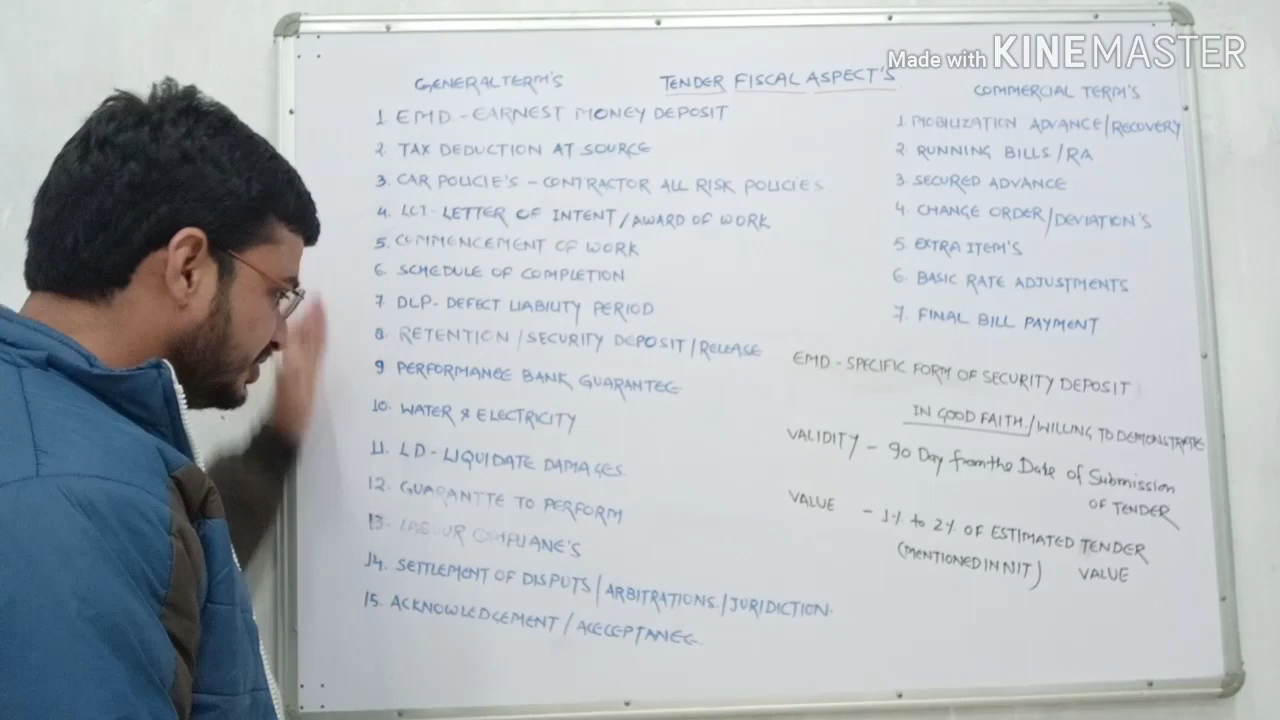 Made with KINEMASTER
TENDER FISCAL ASPECT'S
GENERAL TERM'S
1. EMD - EARNEST MONEY DEPOSIT
2. TAX DEDUCTION AT SOURCE
3. CAR POLICIE'S - CONTRACTOR ALL RISK POLICIES
4. LOI - LETTER OF INTENT / AWARD OF WORK
5. COMMENCEMENT OF WORK
6. SCHEDULE OF COMPLETION
7. DLP - DEFECT LIABILITY PERIOD
8. RETENTION / SECURITY DEPOSIT / RELEASE
9 PERFORMANCE BANK GUARANTEE
10. WATER & ELECTRICITY
11. LD - LIQUIDATE DAMAGES
12. GUARANTTE TO PERFORM
13. LABOUR COMPLIANE'S
14. SETTLEMENT OF DISPUTS / ARBITRATIONS / JURIDICTION.
15. ACKNOWLEDGEMENT /
COMMERCIAL TERM'S
1. MOBILIZATION ADVANCE / RECOVERY
2. RUNNING BILLS / RA
3. SECURED ADVANCE
4. CHANGE ORDER / DEVIATION'S
5. EXTRA ITEM'S
6. BASIC RATE ADJUSTMENTS
7. FINAL BILL PAYMENT
EMD - SPECIFIC FORM OF SECURITY DEPOSIT
IN GOOD FAITH / WILLING TO DEMONSTRATE
VALIDITY - 90 Day from the Date of Submission
OF TENDER
VALUE - 1% to 2% OF ESTIMATED TENDER
(MENTIONED IN NIT) VALUE